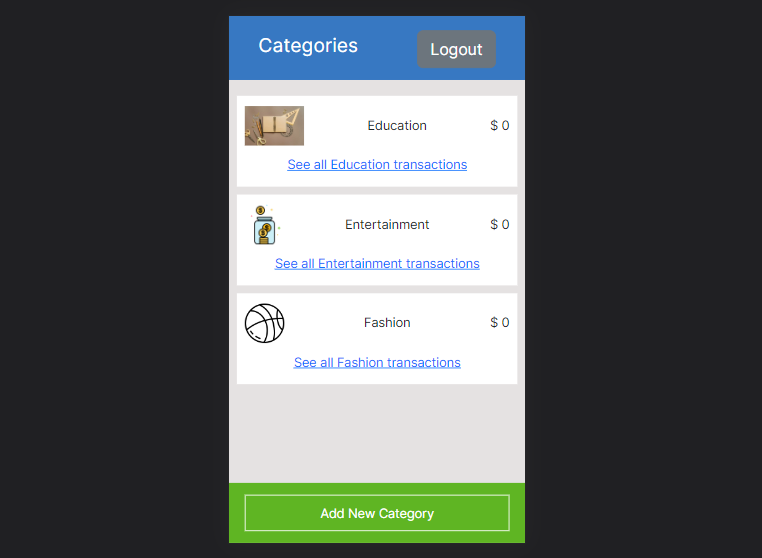 Categories
Logout
Education
$ 0
See all Education transactions
Entertainment
$ 0
See all Entertainment transactions
Fashion
$ 0
See all Fashion transactions
Add New Category